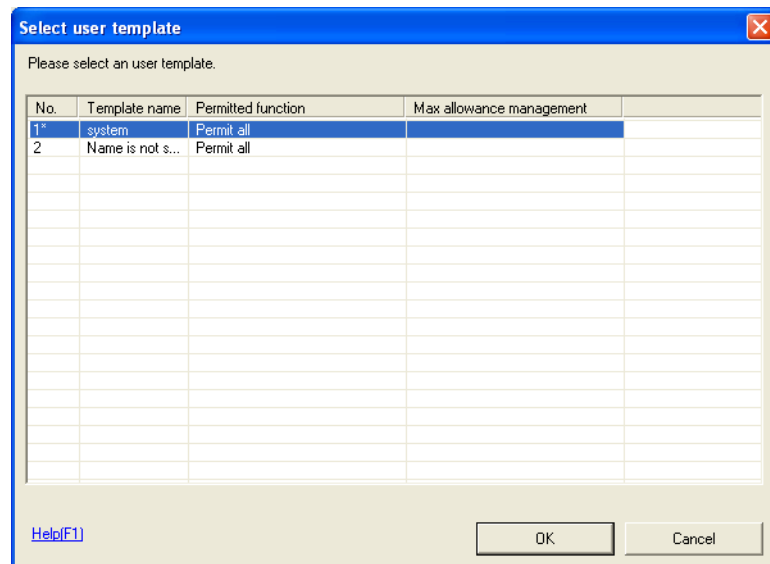 Select user template
Please select an user template.
No. Template name Permitted function Max allowance management
1* system Permit all
2 Name is not s... Permit all
Help(F1) OK Cancel